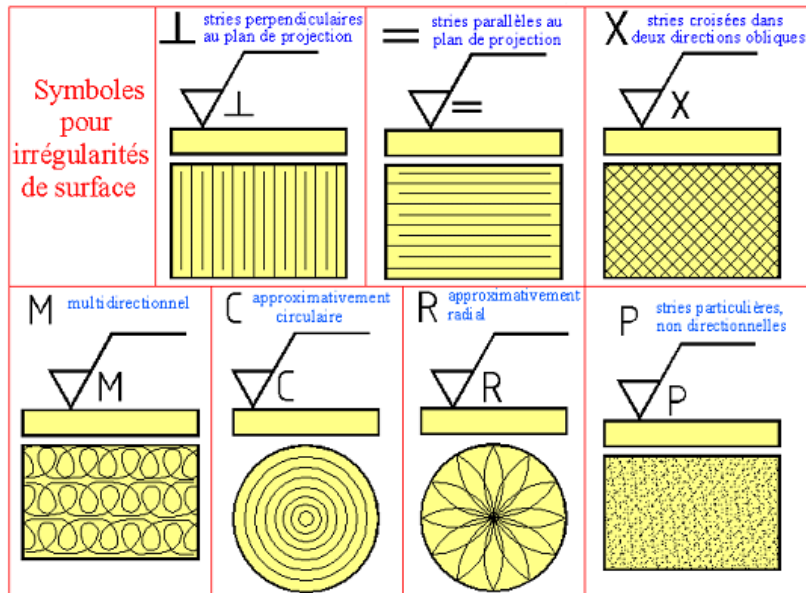 Symboles
pour
irrégularités
de surface
⊥ stries perpendiculaires
au plan de projection
⊥
= stries parallèles au
plan de projection
=
X stries croisées dans
deux directions obliques
X
M multidirectionnel
M
C approximativement
circulaire
C
R approximativement
radial
R
P stries particulières,
non directionnelles
P